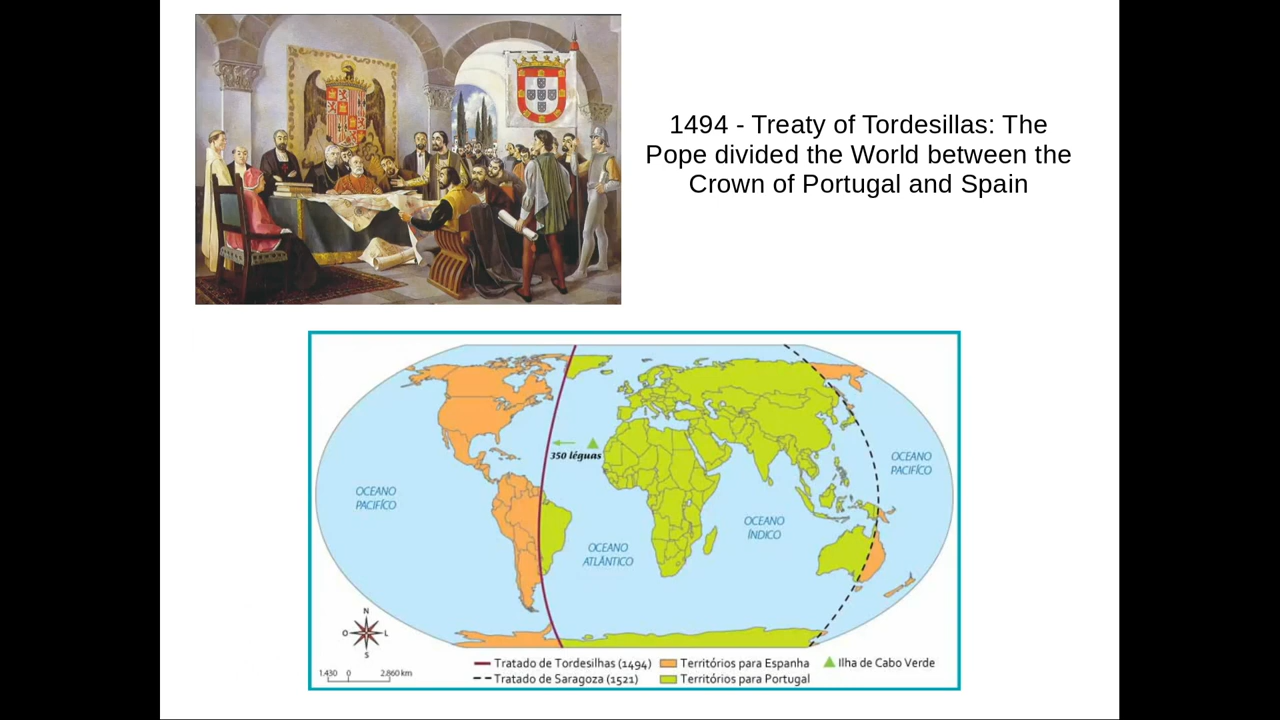 1494 - Treaty of Tordesillas: The
Pope divided the World between the
Crown of Portugal and Spain
350 léguas
OCEANO
PACIFÍCO
OCEANO
PACIFÍCO
OCEANO
ÍNDICO
OCEANO
ATLÂNTICO
N
O
L
S
1.430 0 2.860 km
Tratado de Tordesilhas (1494)
Territórios para Espanha
Ilha de Cabo Verde
Tratado de Saragoza (1521)
Territórios para Portugal